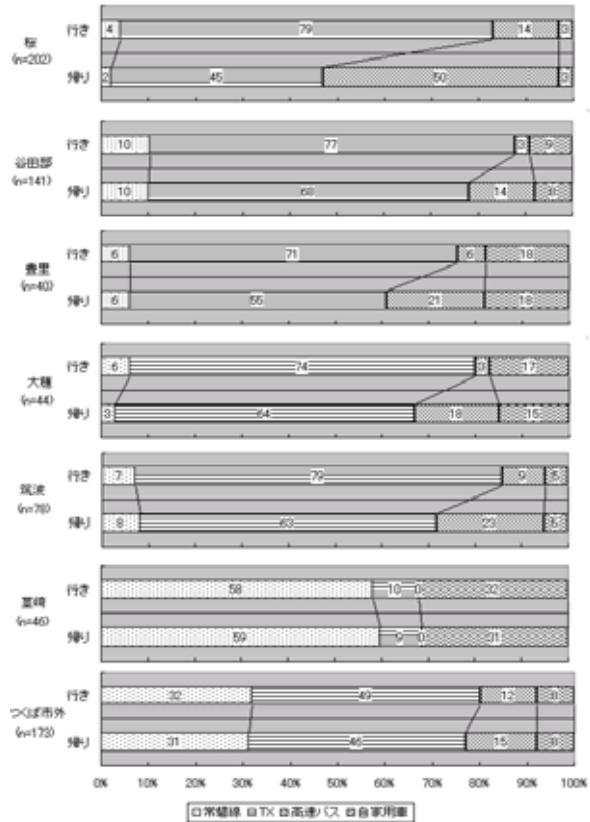 桜
(n=202)
行き
4 79 14 3
帰り
2 45 50 3
谷田部
(n=141)
行き
10 77 3 9
帰り
10 68 14 8
豊里
(n=40)
行き
6 71 6 18
帰り
6 55 21 18
大穂
(n=44)
行き
6 74 3 17
帰り
3 64 18 15
筑波
(n=78)
行き
7 79 9 5
帰り
8 63 23 5
茎崎
(n=46)
行き
58 10 0 32
帰り
59 9 0 31
つくば市外
(n=173)
行き
32 49 12 8
帰り
31 46 15 8
0% 10% 20% 30% 40% 50% 60% 70% 80% 90% 100%
常磐線 TX 高速バス 自家用車